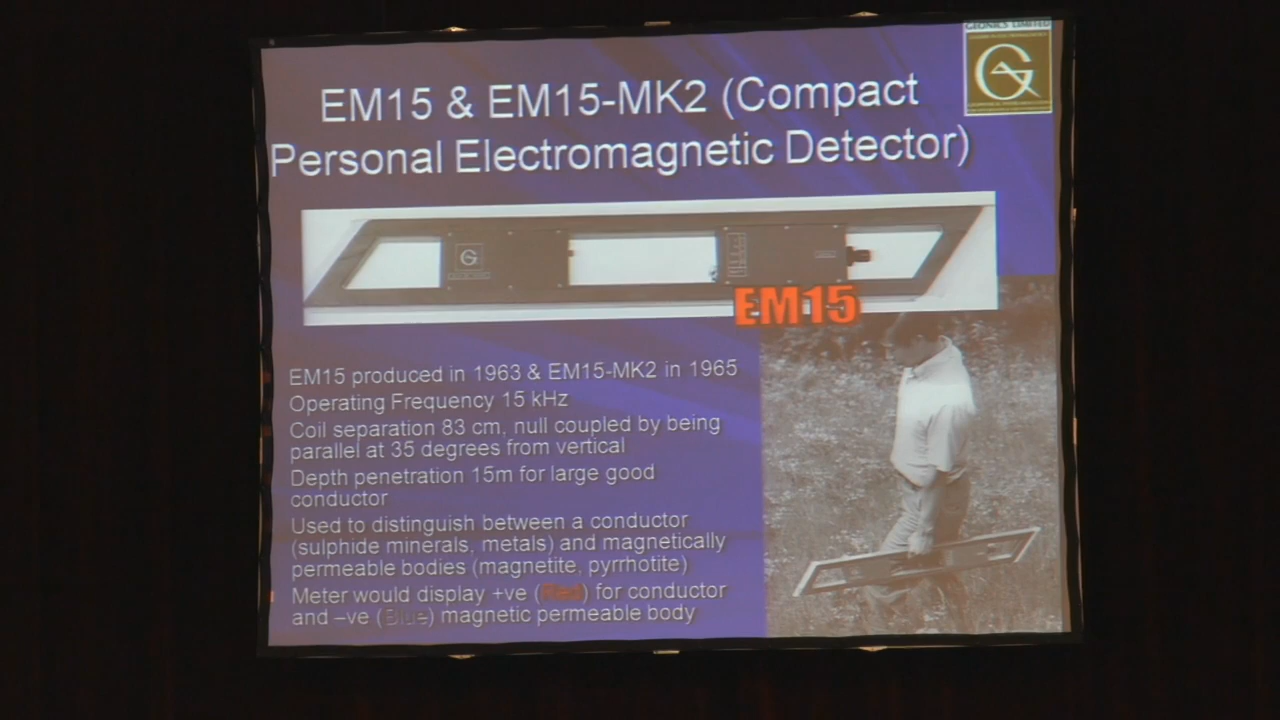 GEONICS LIMITED
EM15 & EM15-MK2 (Compact
Personal Electromagnetic Detector)
EM15
EM15 produced in 1963 & EM15-MK2 in 1965
Operating Frequency 15 kHz
Coil separation 83 cm, null coupled by being
parallel at 35 degrees from vertical
Depth penetration 15m for large good
conductor
Used to distinguish between a conductor
(sulphide minerals, metals) and magnetically
permeable bodies (magnetite, pyrrhotite)
Meter would display +ve (Red) for conductor
and –ve (Blue) magnetic permeable body